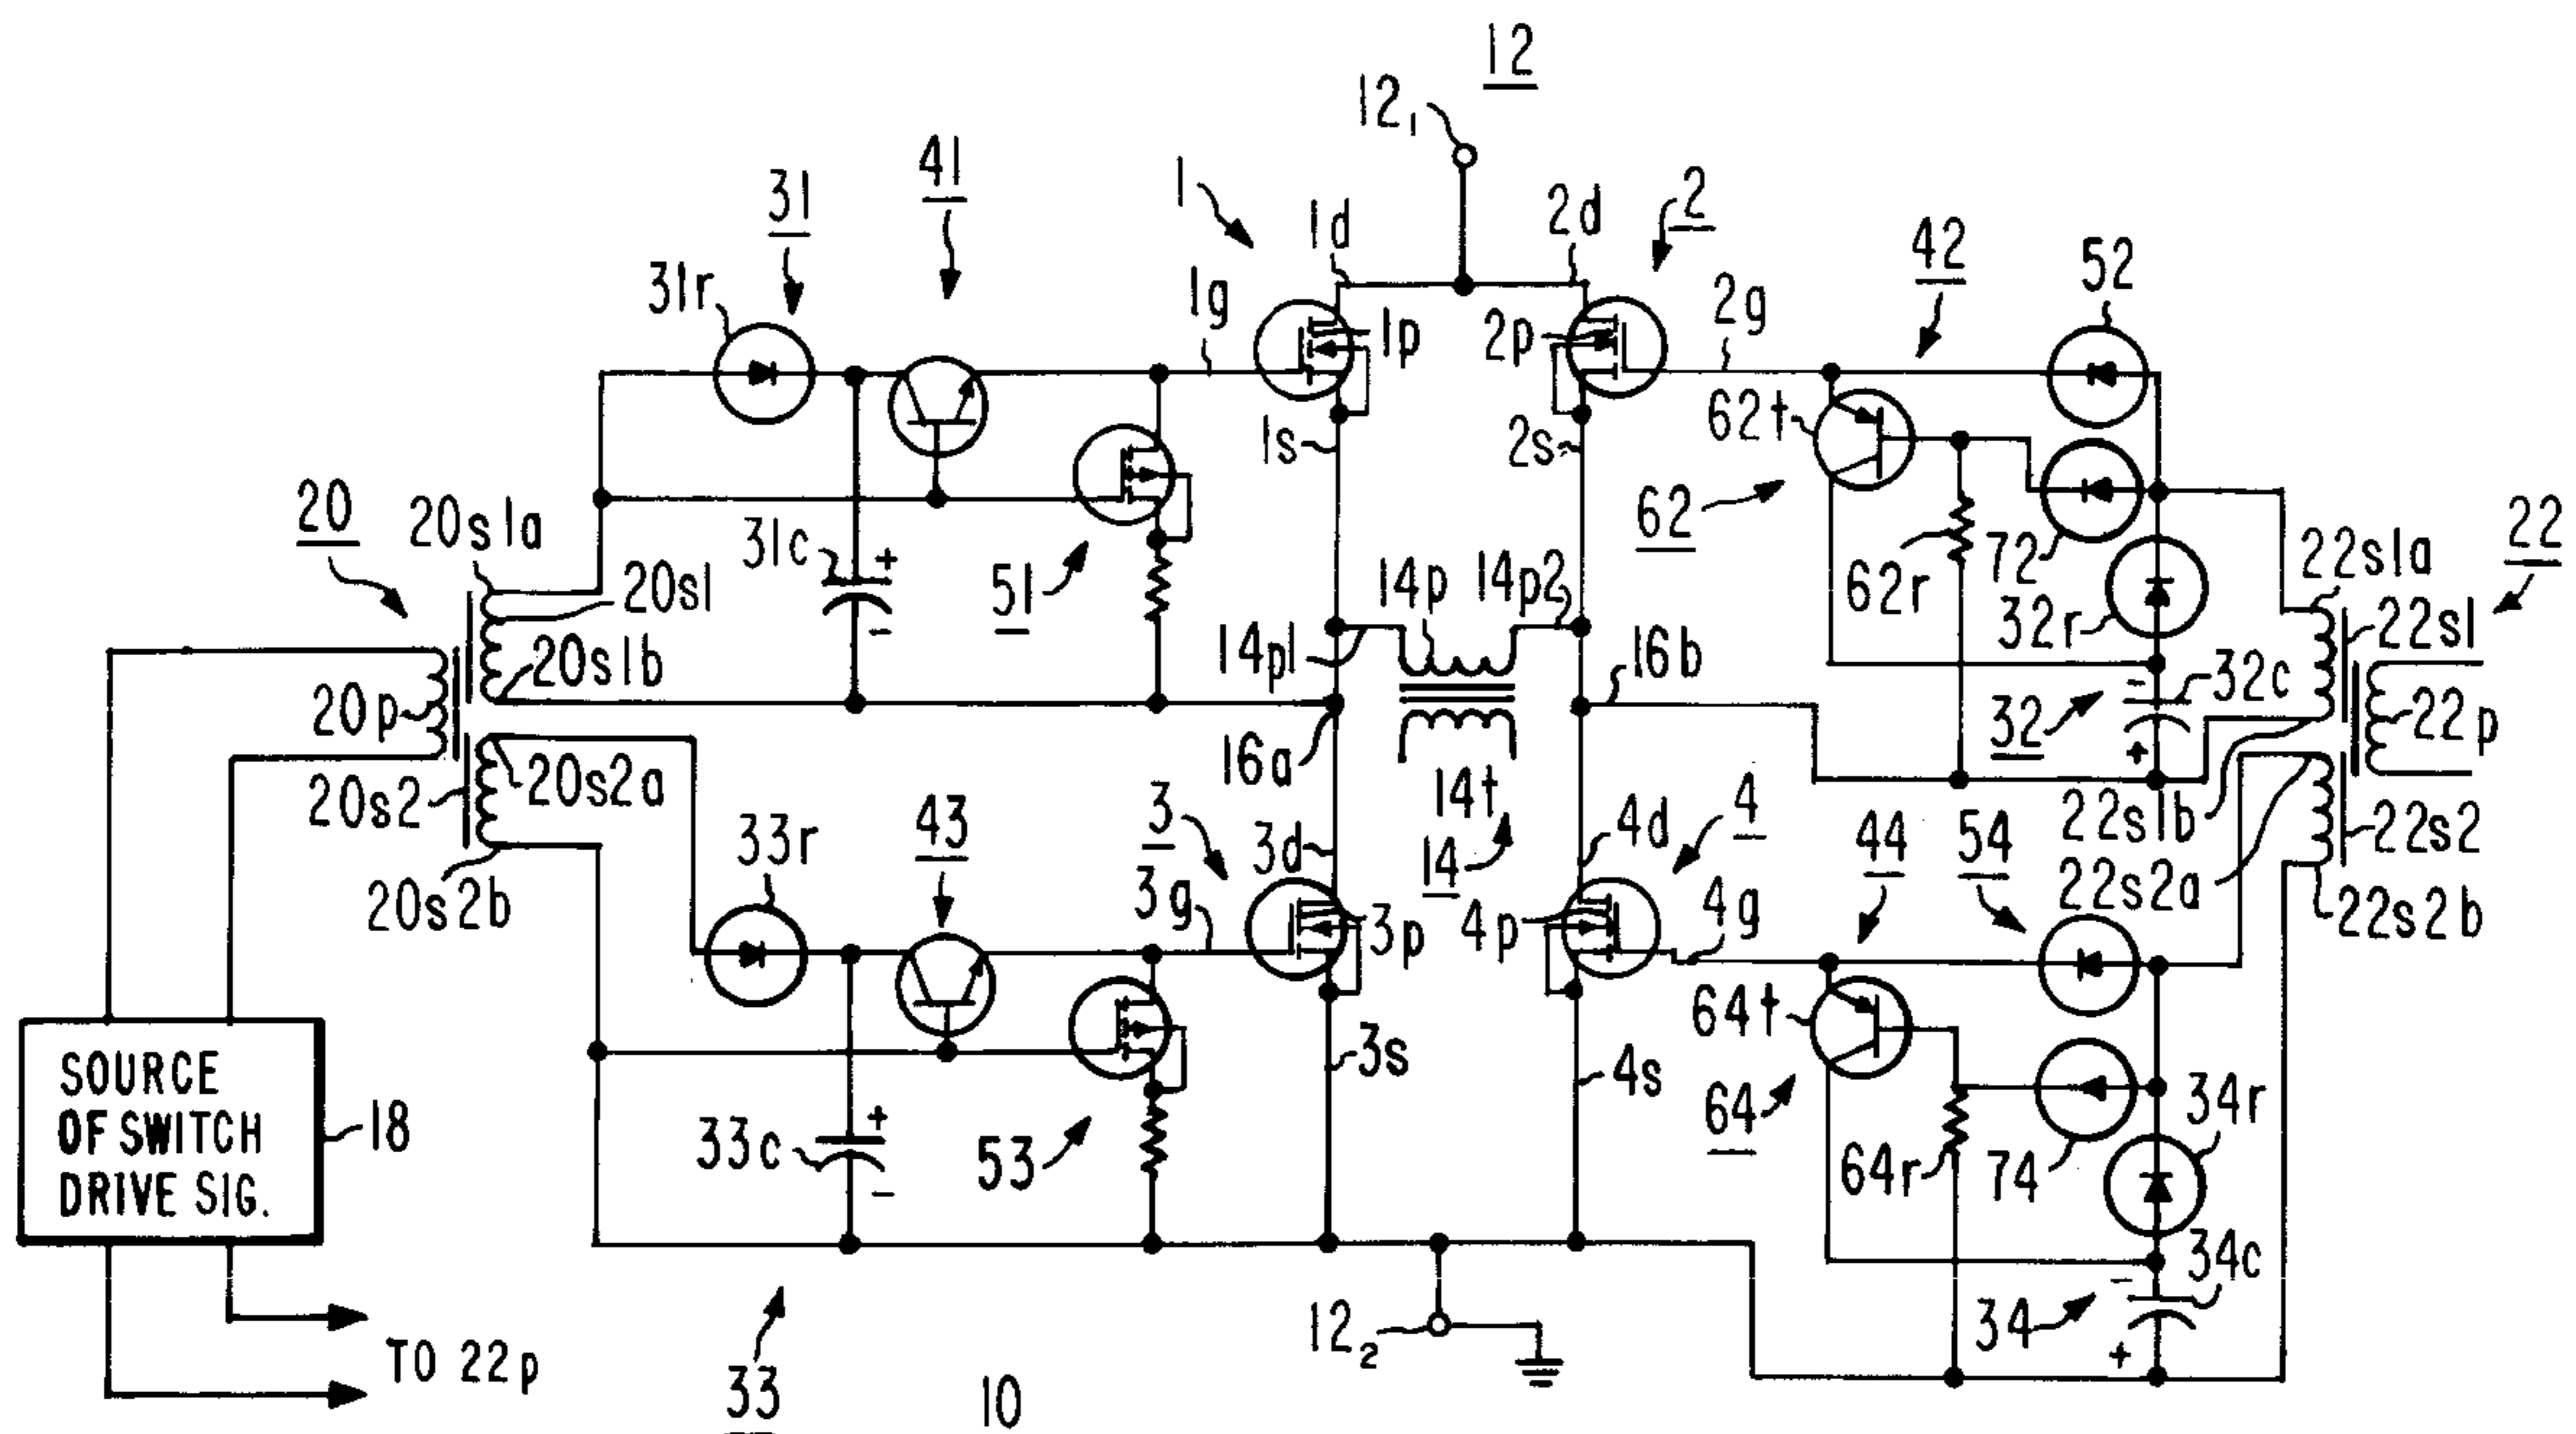 12
12₁
41
1
2
31
1d
2d
42
52
31r
1g
1p
2p
2g
1s
2s
62t
20
20s1a
31c
+
-
51
62
62r
72
32r
22s1a
22
20s1
14p1
14p
14p2
16b
22s1
20s1b
20p
16a
32
-
32c
+
22p
20s2
20s2a
33r
43
3
3d
14t
14
4d
4
44
54
22s1b
22s2
22s2a
20s2b
3g
3p
4p
4g
22s2b
SOURCE
OF SWITCH
DRIVE SIG.
18
33c
+
-
53
3s
4s
64t
64
64r
74
34r
34c
-
34
+
12₂
TO 22p
33
10